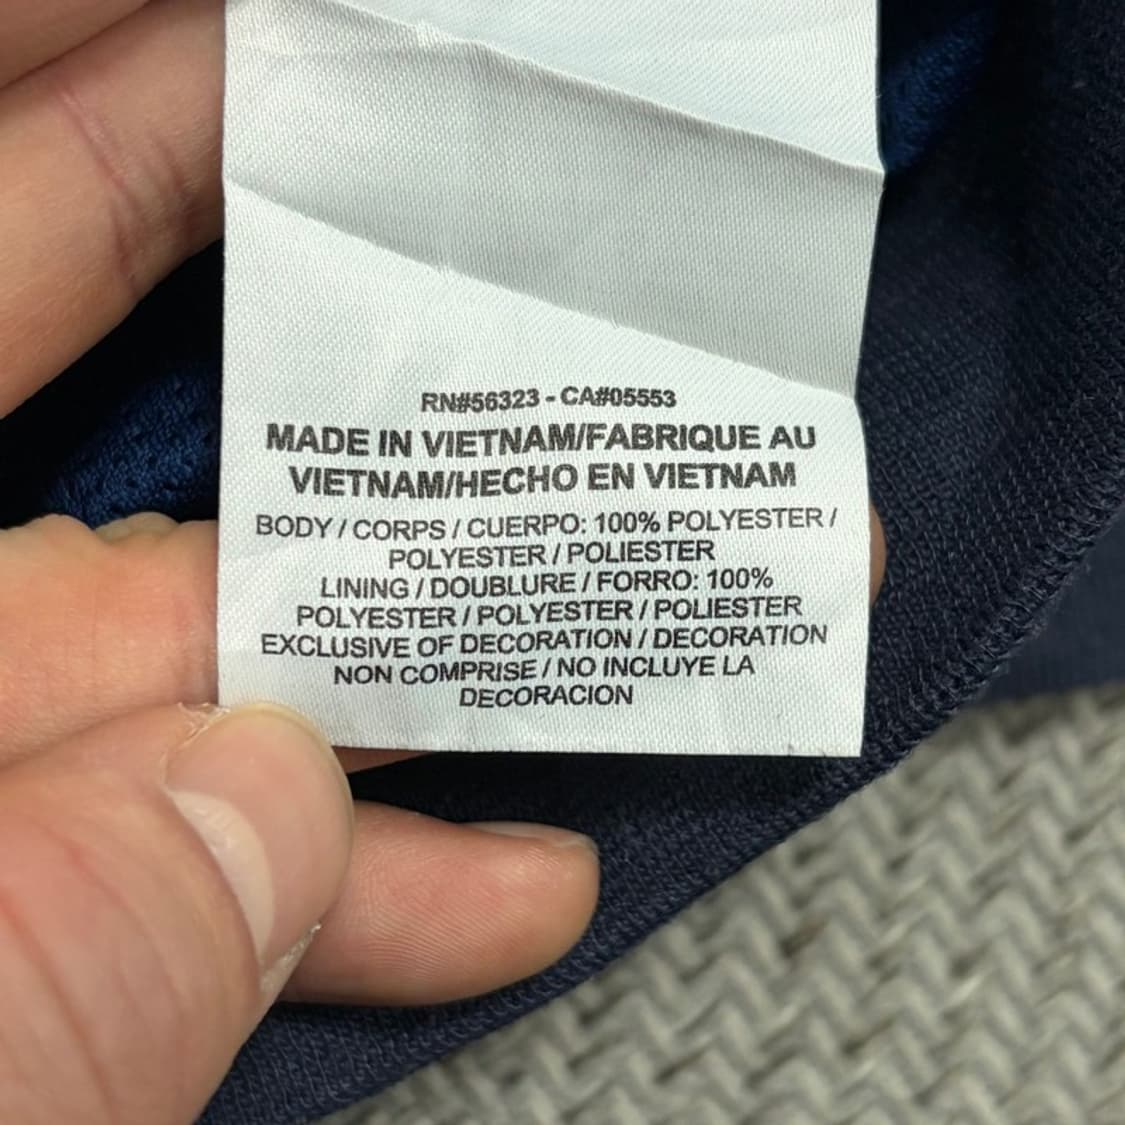 RN#56323 - CA#05553
MADE IN VIETNAM/FABRIQUE AU
VIETNAM/HECHO EN VIETNAM
BODY / CORPS / CUERPO: 100% POLYESTER /
POLYESTER / POLIESTER
LINING / DOUBLURE / FORRO: 100%
POLYESTER / POLYESTER / POLIESTER
EXCLUSIVE OF DECORATION / DECORATION
NON COMPRISE / NO INCLUYE LA
DECORACION